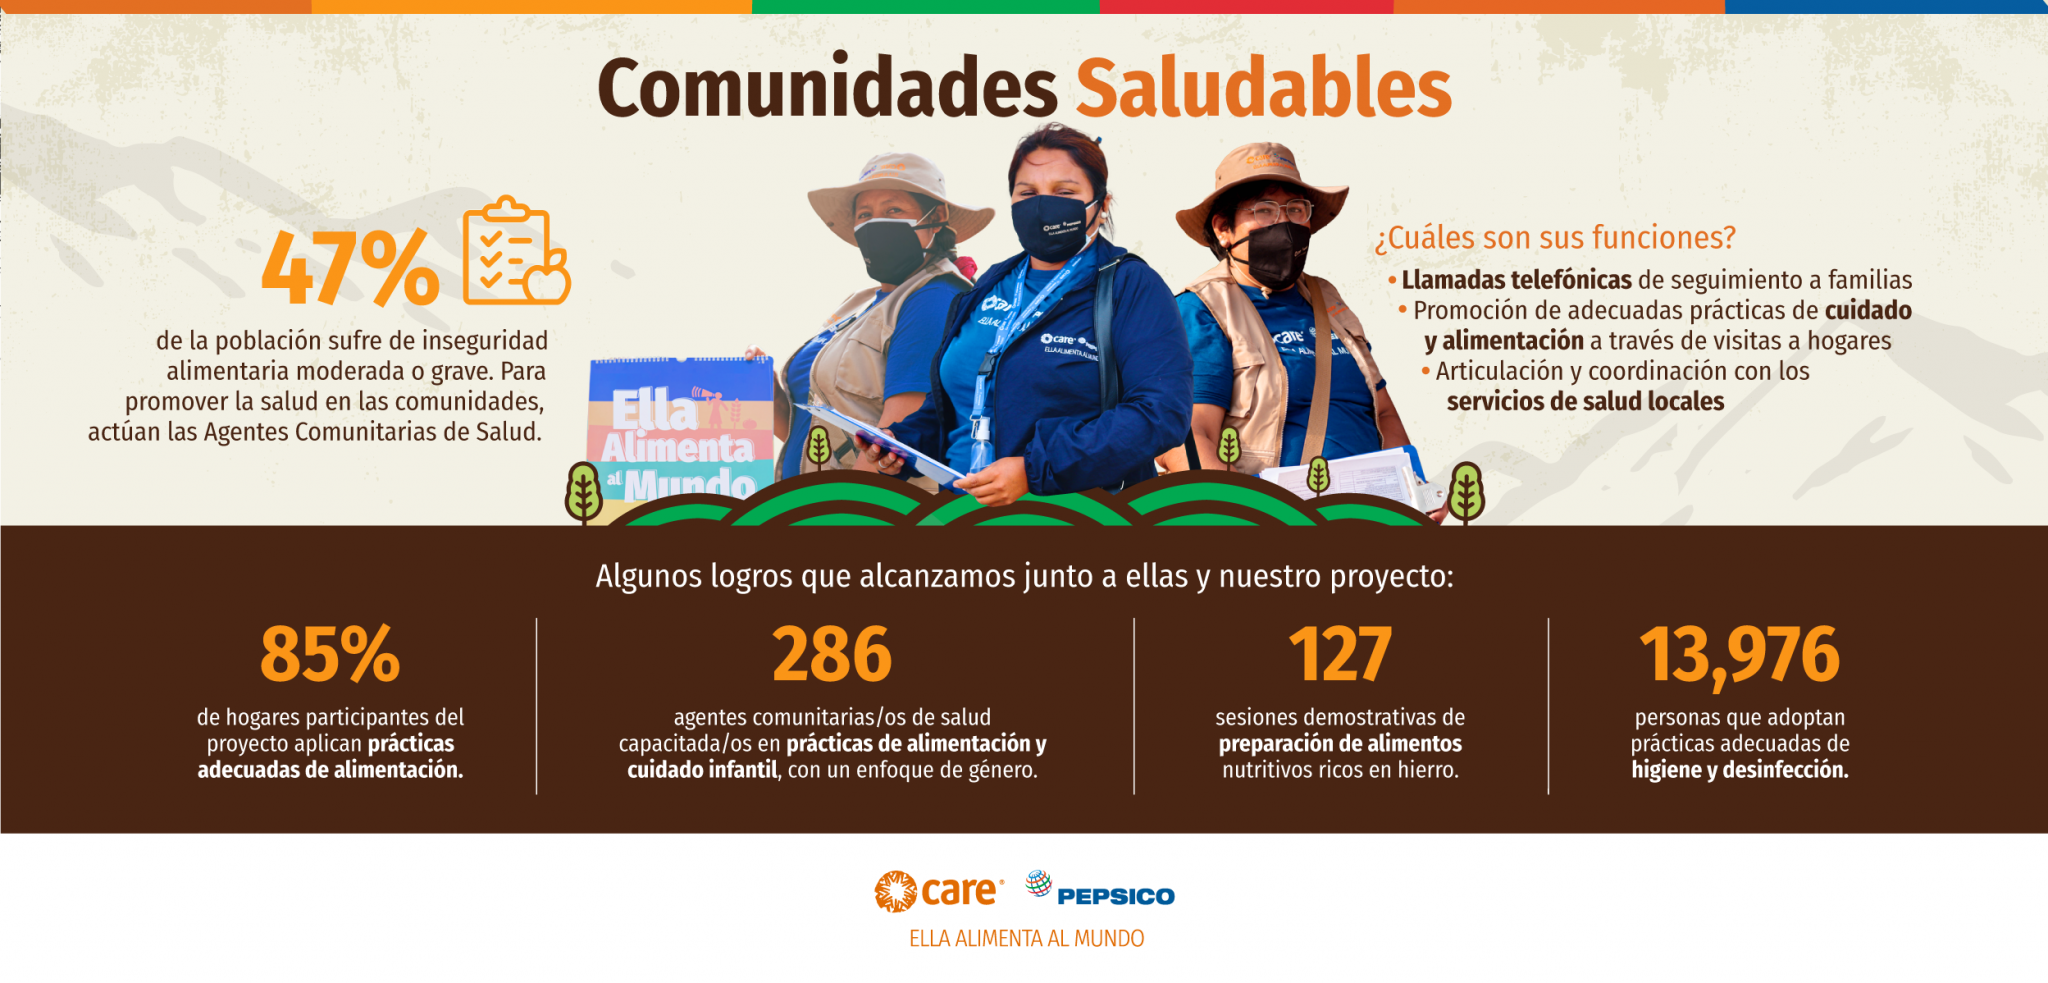 Comunidades Saludables
47%
de la población sufre de inseguridad
alimentaria moderada o grave. Para
promover la salud en las comunidades,
actúan las Agentes Comunitarias de Salud.
Ella
Alimenta
al Mundo
care
ELLA ALIMENTA AL MUNDO
care
¿Cuáles son sus funciones?
• Llamadas telefónicas de seguimiento a familias
• Promoción de adecuadas prácticas de cuidado
y alimentación a través de visitas a hogares
• Articulación y coordinación con los
servicios de salud locales
Algunos logros que alcanzamos junto a ellas y nuestro proyecto:
85%
de hogares participantes del
proyecto aplican prácticas
adecuadas de alimentación.
286
agentes comunitarias/os de salud
capacitada/os en prácticas de alimentación y
cuidado infantil, con un enfoque de género.
127
sesiones demostrativas de
preparación de alimentos
nutritivos ricos en hierro.
13,976
personas que adoptan
prácticas adecuadas de
higiene y desinfección.
care® PEPSICO
ELLA ALIMENTA AL MUNDO